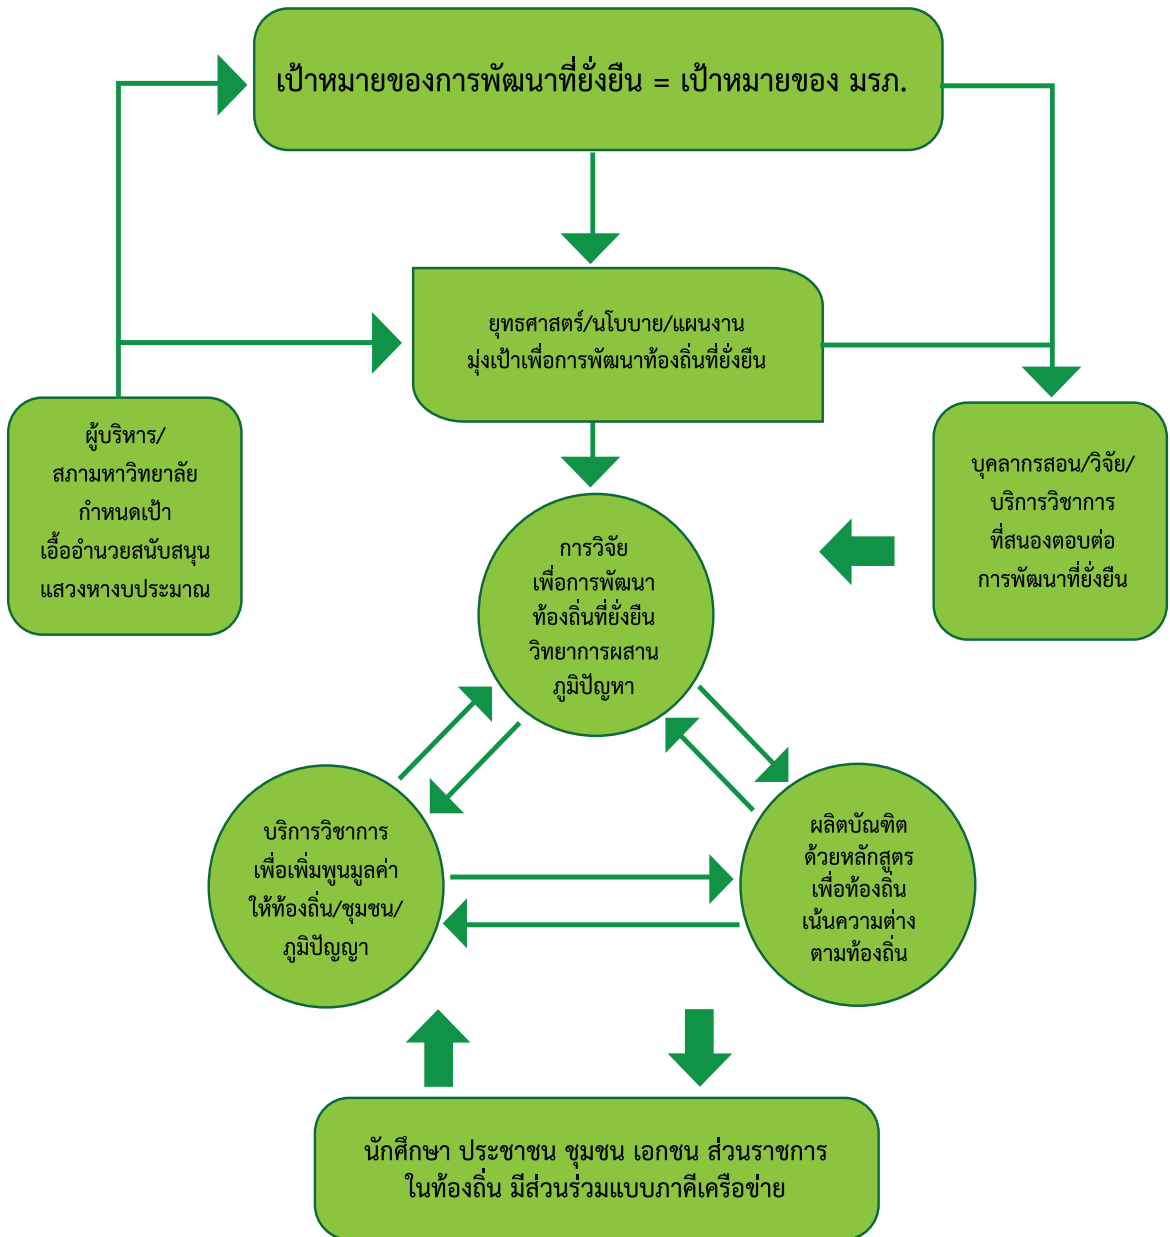 เป้าหมายของการพัฒนาที่ยั่งยืน = เป้าหมายของ มรภ.
ยุทธศาสตร์/นโบบาย/แผนงาน
มุ่งเป้าเพื่อการพัฒนาท้องถิ่นที่ยั่งยืน
ผู้บริหาร/
สภามหาวิทยาลัย
กำหนดเป้า
เอื้ออำนวยสนับสนุน
แสวงหางบประมาณ
บุคลากรสอน/วิจัย/
บริการวิชาการ
ที่สนองตอบต่อ
การพัฒนาที่ยั่งยืน
การวิจัย
เพื่อการพัฒนา
ท้องถิ่นที่ยั่งยืน
วิทยาการผสาน
ภูมิปัญหา
บริการวิชาการ
เพื่อเพิ่มพูนมูลค่า
ให้ท้องถิ่น/ชุมชน/
ภูมิปัญญา
ผลิตบัณฑิต
ด้วยหลักสูตร
เพื่อท้องถิ่น
เน้นความต่าง
ตามท้องถิ่น
นักศึกษา ประชาชน ชุมชน เอกชน ส่วนราชการ
ในท้องถิ่น มีส่วนร่วมแบบภาคีเครือข่าย